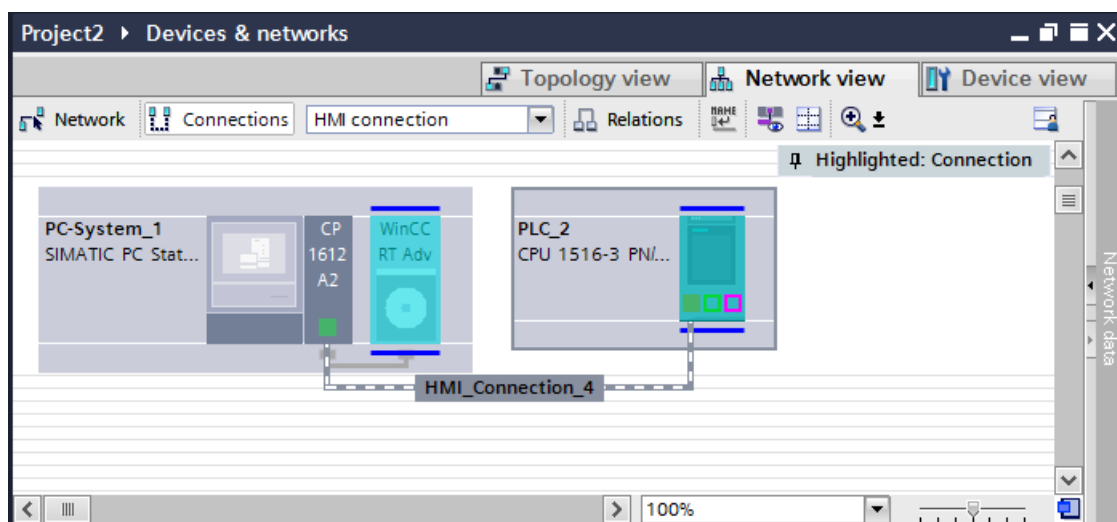 Project2 ▸ Devices & networks
Topology view
Network view
Device view
Network
Connections
HMI connection
Relations
NAME
Highlighted: Connection
PC-System_1
SIMATIC PC Stat...
CP
1612
A2
WinCC
RT Adv
PLC_2
CPU 1516-3 PN/...
HMI_Connection_4
Network data
100%